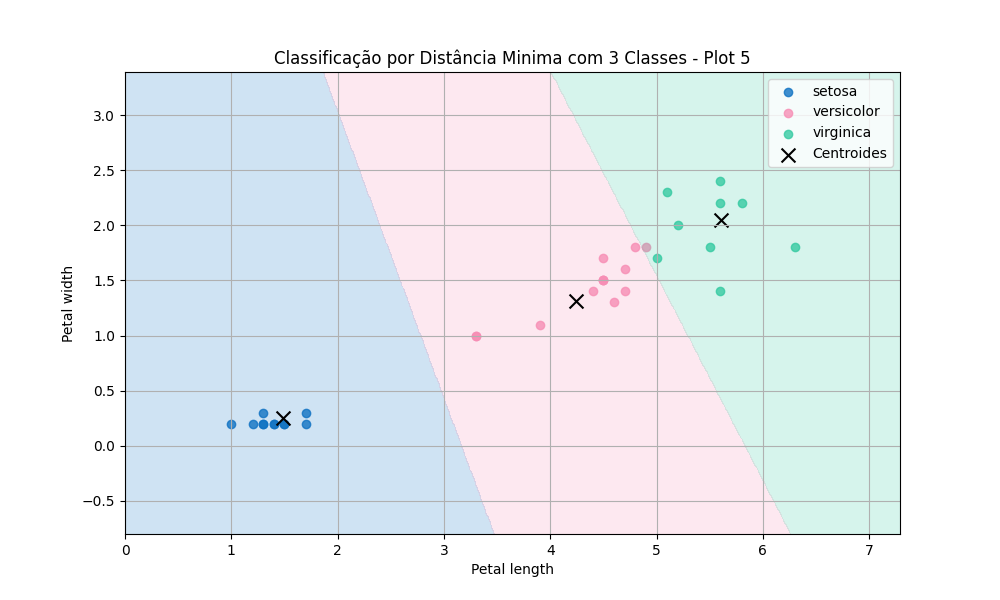 Classificação por Distância Minima com 3 Classes - Plot 5
setosa
versicolor
virginica
Centroides
Petal width
3.0
2.5
2.0
1.5
1.0
0.5
0.0
−0.5
0 1 2 3 4 5 6 7
Petal length